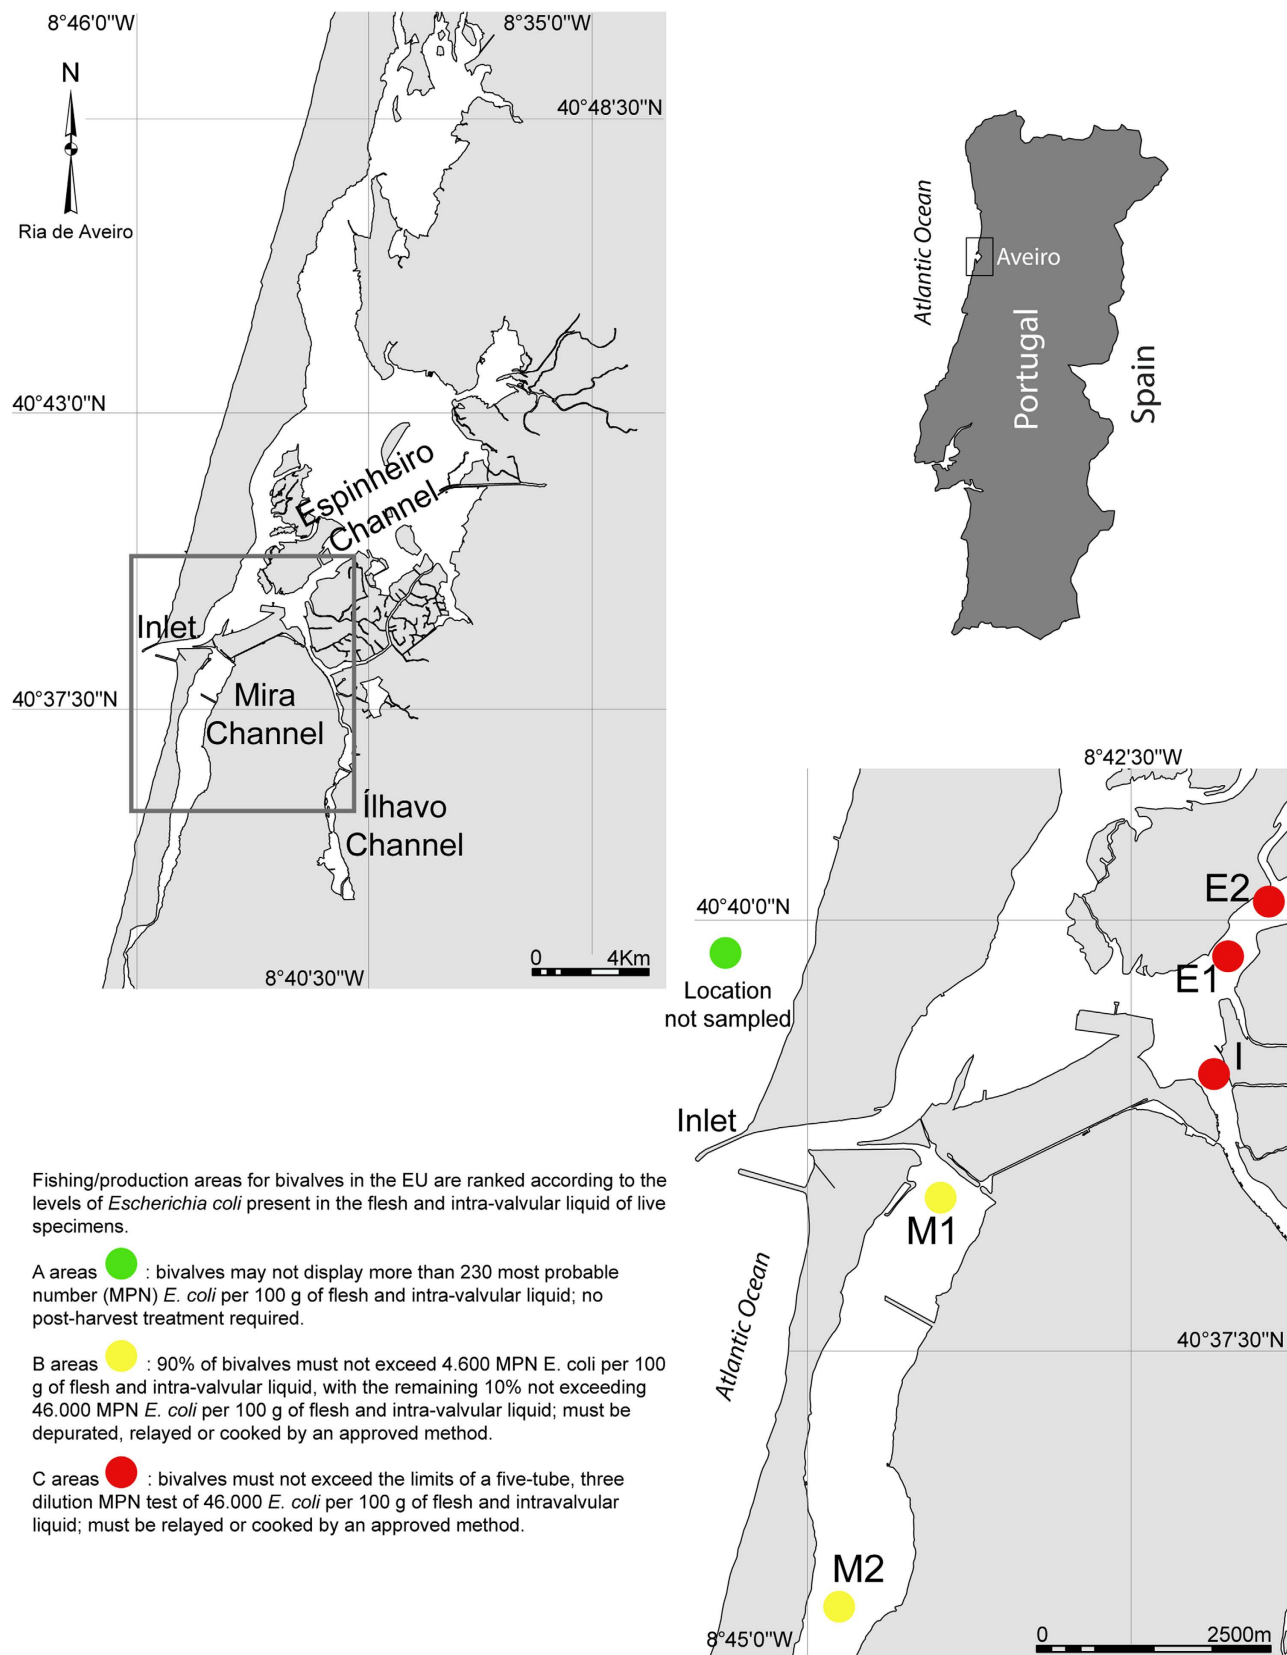 8°46'0"W
8°35'0"W
N
Ria de Aveiro
40°48'30"N
40°43'0"N
Espinheiro
Channel
Inlet
Mira
Channel
40°37'30"N
Ílhavo
Channel
8°40'30"W
0
4Km
Atlantic Ocean
Aveiro
Portugal
Spain
8°42'30"W
40°40'0"N
Location
not sampled
E2
E1
I
Inlet
M1
Atlantic Ocean
40°37'30"N
M2
8°45'0"W
0
2500m
Fishing/production areas for bivalves in the EU are ranked according to the
levels of Escherichia coli present in the flesh and intra-valvular liquid of live
specimens.
A areas : bivalves may not display more than 230 most probable
number (MPN) E. coli per 100 g of flesh and intra-valvular liquid; no
post-harvest treatment required.
B areas : 90% of bivalves must not exceed 4.600 MPN E. coli per 100
g of flesh and intra-valvular liquid, with the remaining 10% not exceeding
46.000 MPN E. coli per 100 g of flesh and intra-valvular liquid; must be
depurated, relayed or cooked by an approved method.
C areas : bivalves must not exceed the limits of a five-tube, three
dilution MPN test of 46.000 E. coli per 100 g of flesh and intravalvular
liquid; must be relayed or cooked by an approved method.